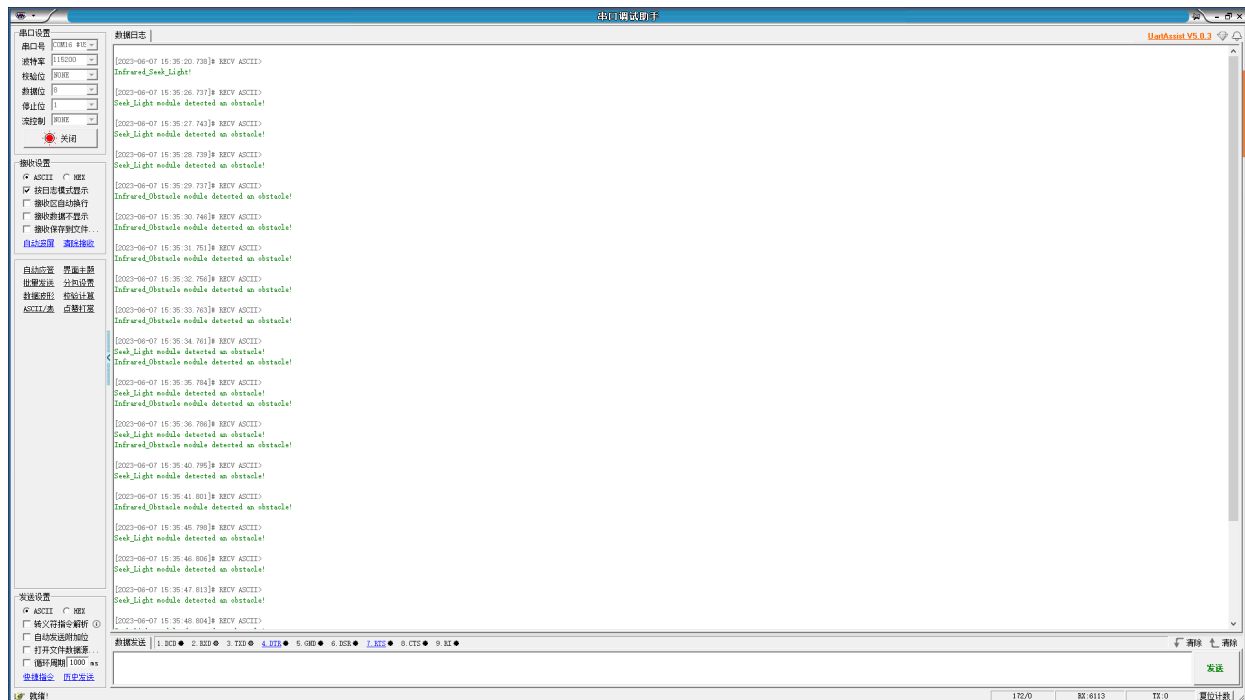 串口调试助手
串口设置
串口号 COM16 #US
波特率 115200
校验位 NONE
数据位 8
停止位 1
流控制 NONE
关闭
接收设置
ASCII HEX
按日志模式显示
接收区自动换行
接收数据不显示
接收保存到文件...
自动滚屏 清除接收
自动应答 界面主题
批量发送 分包设置
数据波形 校验计算
ASCII/表 点赞打赏
发送设置
ASCII HEX
转义符指令解析
自动发送附加位
打开文件数据源...
循环周期 1000 ms
快捷指令 历史发送
数据日志
UartAssist V5.0.3
[2023-06-07 15:35:20.738]# RECV ASCII>
Infrared_Seek_Light!
[2023-06-07 15:35:26.737]# RECV ASCII>
Seek_Light module detected an obstacle!
[2023-06-07 15:35:27.743]# RECV ASCII>
Seek_Light module detected an obstacle!
[2023-06-07 15:35:28.739]# RECV ASCII>
Seek_Light module detected an obstacle!
[2023-06-07 15:35:29.737]# RECV ASCII>
Infrared_Obstacle module detected an obstacle!
[2023-06-07 15:35:30.746]# RECV ASCII>
Infrared_Obstacle module detected an obstacle!
[2023-06-07 15:35:31.751]# RECV ASCII>
Infrared_Obstacle module detected an obstacle!
[2023-06-07 15:35:32.756]# RECV ASCII>
Infrared_Obstacle module detected an obstacle!
[2023-06-07 15:35:33.763]# RECV ASCII>
Infrared_Obstacle module detected an obstacle!
[2023-06-07 15:35:34.761]# RECV ASCII>
Seek_Light module detected an obstacle!
Infrared_Obstacle module detected an obstacle!
[2023-06-07 15:35:35.784]# RECV ASCII>
Seek_Light module detected an obstacle!
Infrared_Obstacle module detected an obstacle!
[2023-06-07 15:35:36.786]# RECV ASCII>
Seek_Light module detected an obstacle!
Infrared_Obstacle module detected an obstacle!
[2023-06-07 15:35:40.795]# RECV ASCII>
Seek_Light module detected an obstacle!
[2023-06-07 15:35:41.801]# RECV ASCII>
Infrared_Obstacle module detected an obstacle!
[2023-06-07 15:35:45.798]# RECV ASCII>
Seek_Light module detected an obstacle!
[2023-06-07 15:35:46.806]# RECV ASCII>
Seek_Light module detected an obstacle!
[2023-06-07 15:35:47.813]# RECV ASCII>
Seek_Light module detected an obstacle!
[2023-06-07 15:35:48.804]# RECV ASCII>
数据发送 1.DCD 2.RXD 3.TXD 4.DTR 5.GND 6.DSR 7.RTS 8.CTS 9.RI 清除 清除
发送
就绪! 172/0 RX:6113 TX:0 复位计数